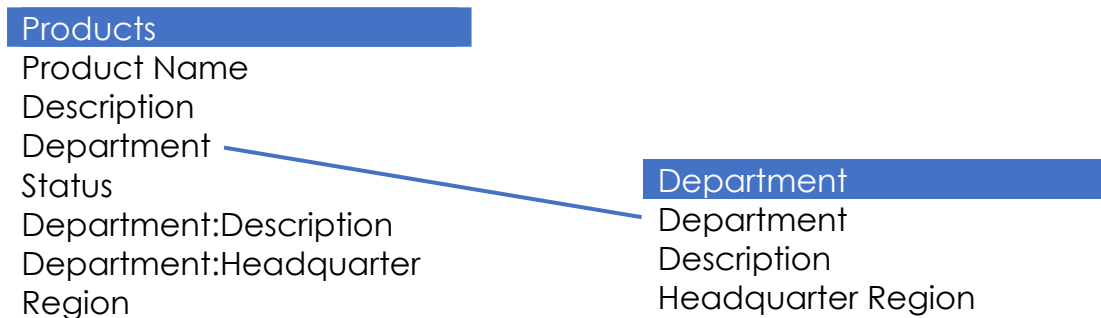 Products
Product Name
Description
Department
Status
Department:Description
Department:Headquarter
Region
Department
Department
Description
Headquarter Region